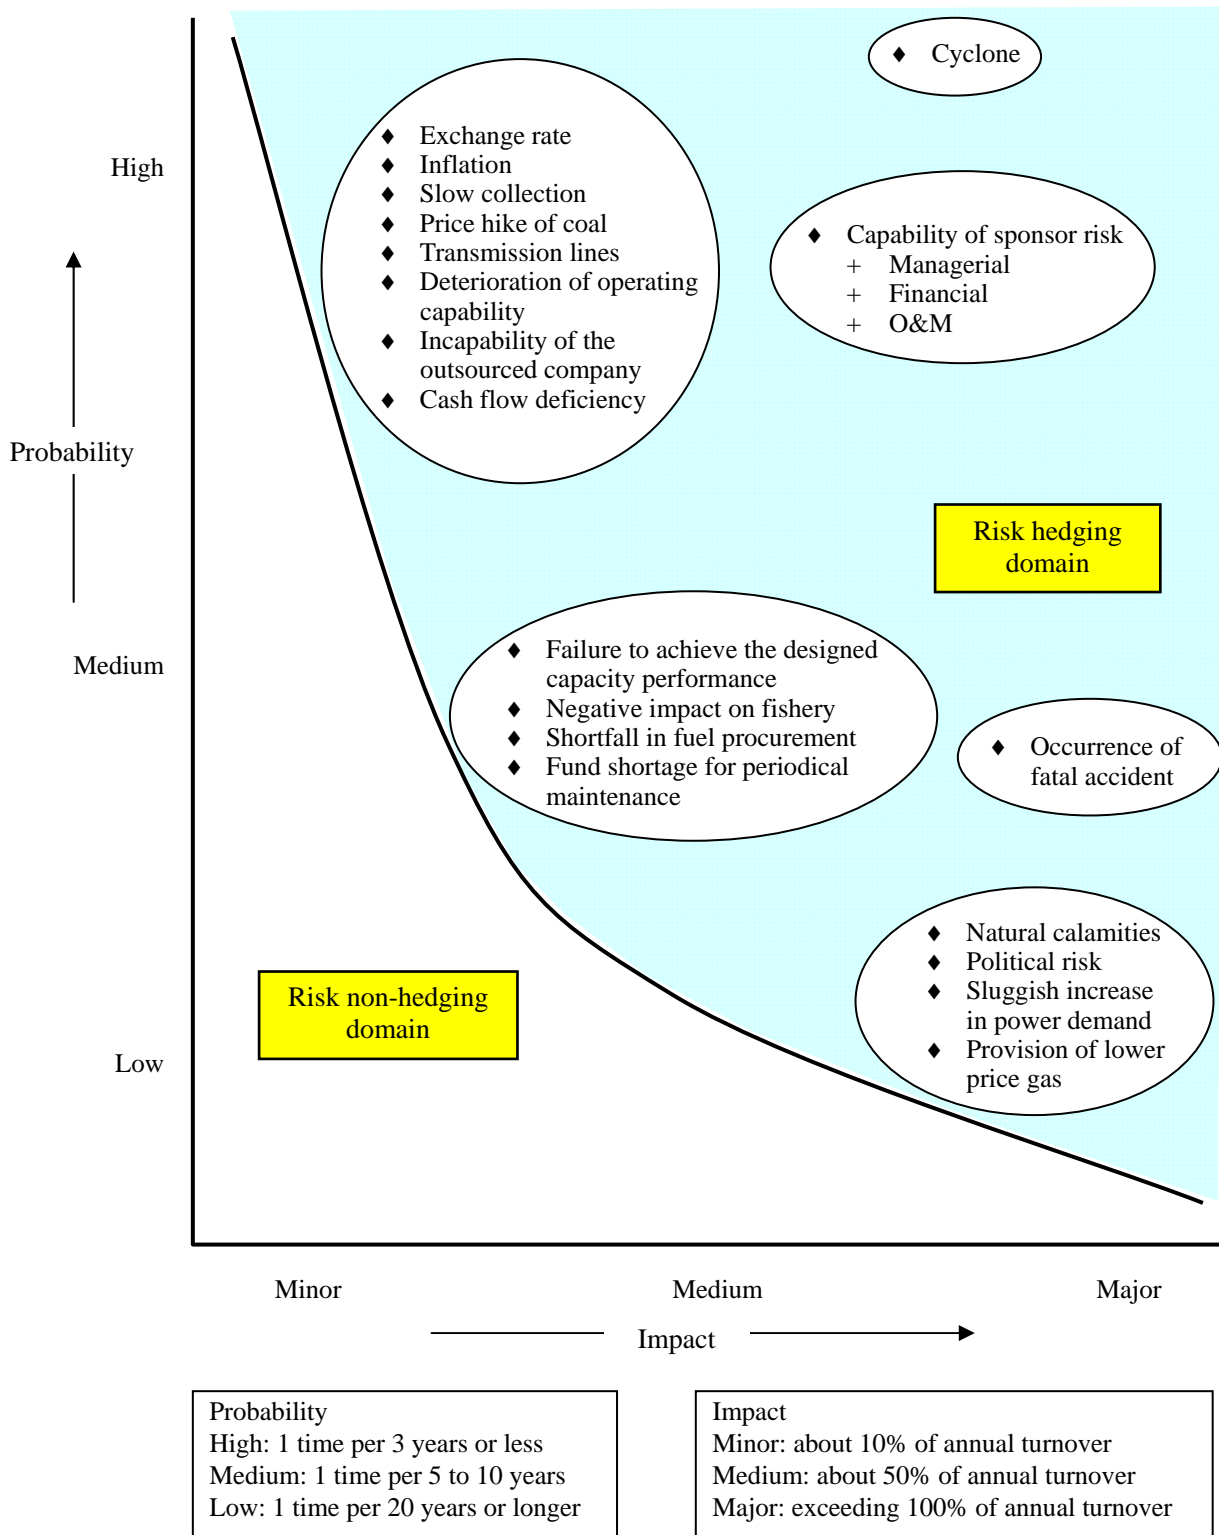 ♦ Cyclone
High
♦ Exchange rate
♦ Inflation
♦ Slow collection
♦ Price hike of coal
♦ Transmission lines
♦ Deterioration of operating
capability
♦ Incapability of the
outsourced company
♦ Cash flow deficiency
♦ Capability of sponsor risk
+ Managerial
+ Financial
+ O&M
Probability
Risk hedging
domain
Medium
♦ Failure to achieve the designed
capacity performance
♦ Negative impact on fishery
♦ Shortfall in fuel procurement
♦ Fund shortage for periodical
maintenance
♦ Occurrence of
fatal accident
♦ Natural calamities
♦ Political risk
♦ Sluggish increase
in power demand
♦ Provision of lower
price gas
Risk non-hedging
domain
Low
Minor
Medium
Major
Impact
Probability
High: 1 time per 3 years or less
Medium: 1 time per 5 to 10 years
Low: 1 time per 20 years or longer
Impact
Minor: about 10% of annual turnover
Medium: about 50% of annual turnover
Major: exceeding 100% of annual turnover